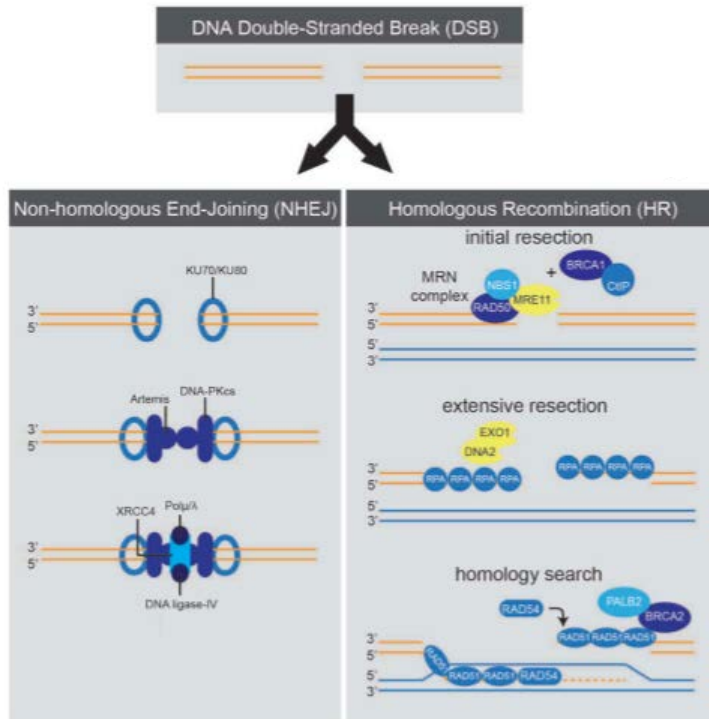 DNA Double-Stranded Break (DSB)
Non-homologous End-Joining (NHEJ)
KU70/KU80
3'
5'
Artemis
DNA-PKcs
3'
5'
XRCC4
Polμ/λ
3'
5'
DNA ligase-IV
Homologous Recombination (HR)
initial resection
MRN
complex
NBS1
RAD50
MRE11
+
BRCA1
CtIP
3'
5'
5'
3'
extensive resection
EXO1
DNA2
RPA RPA RPA RPA
RPA RPA RPA RPA
3'
5'
5'
3'
homology search
RAD54
PALB2
BRCA2
RAD51 RAD51 RAD51
3'
5'
RAD51
RAD51 RAD51 RAD54
5'
3'